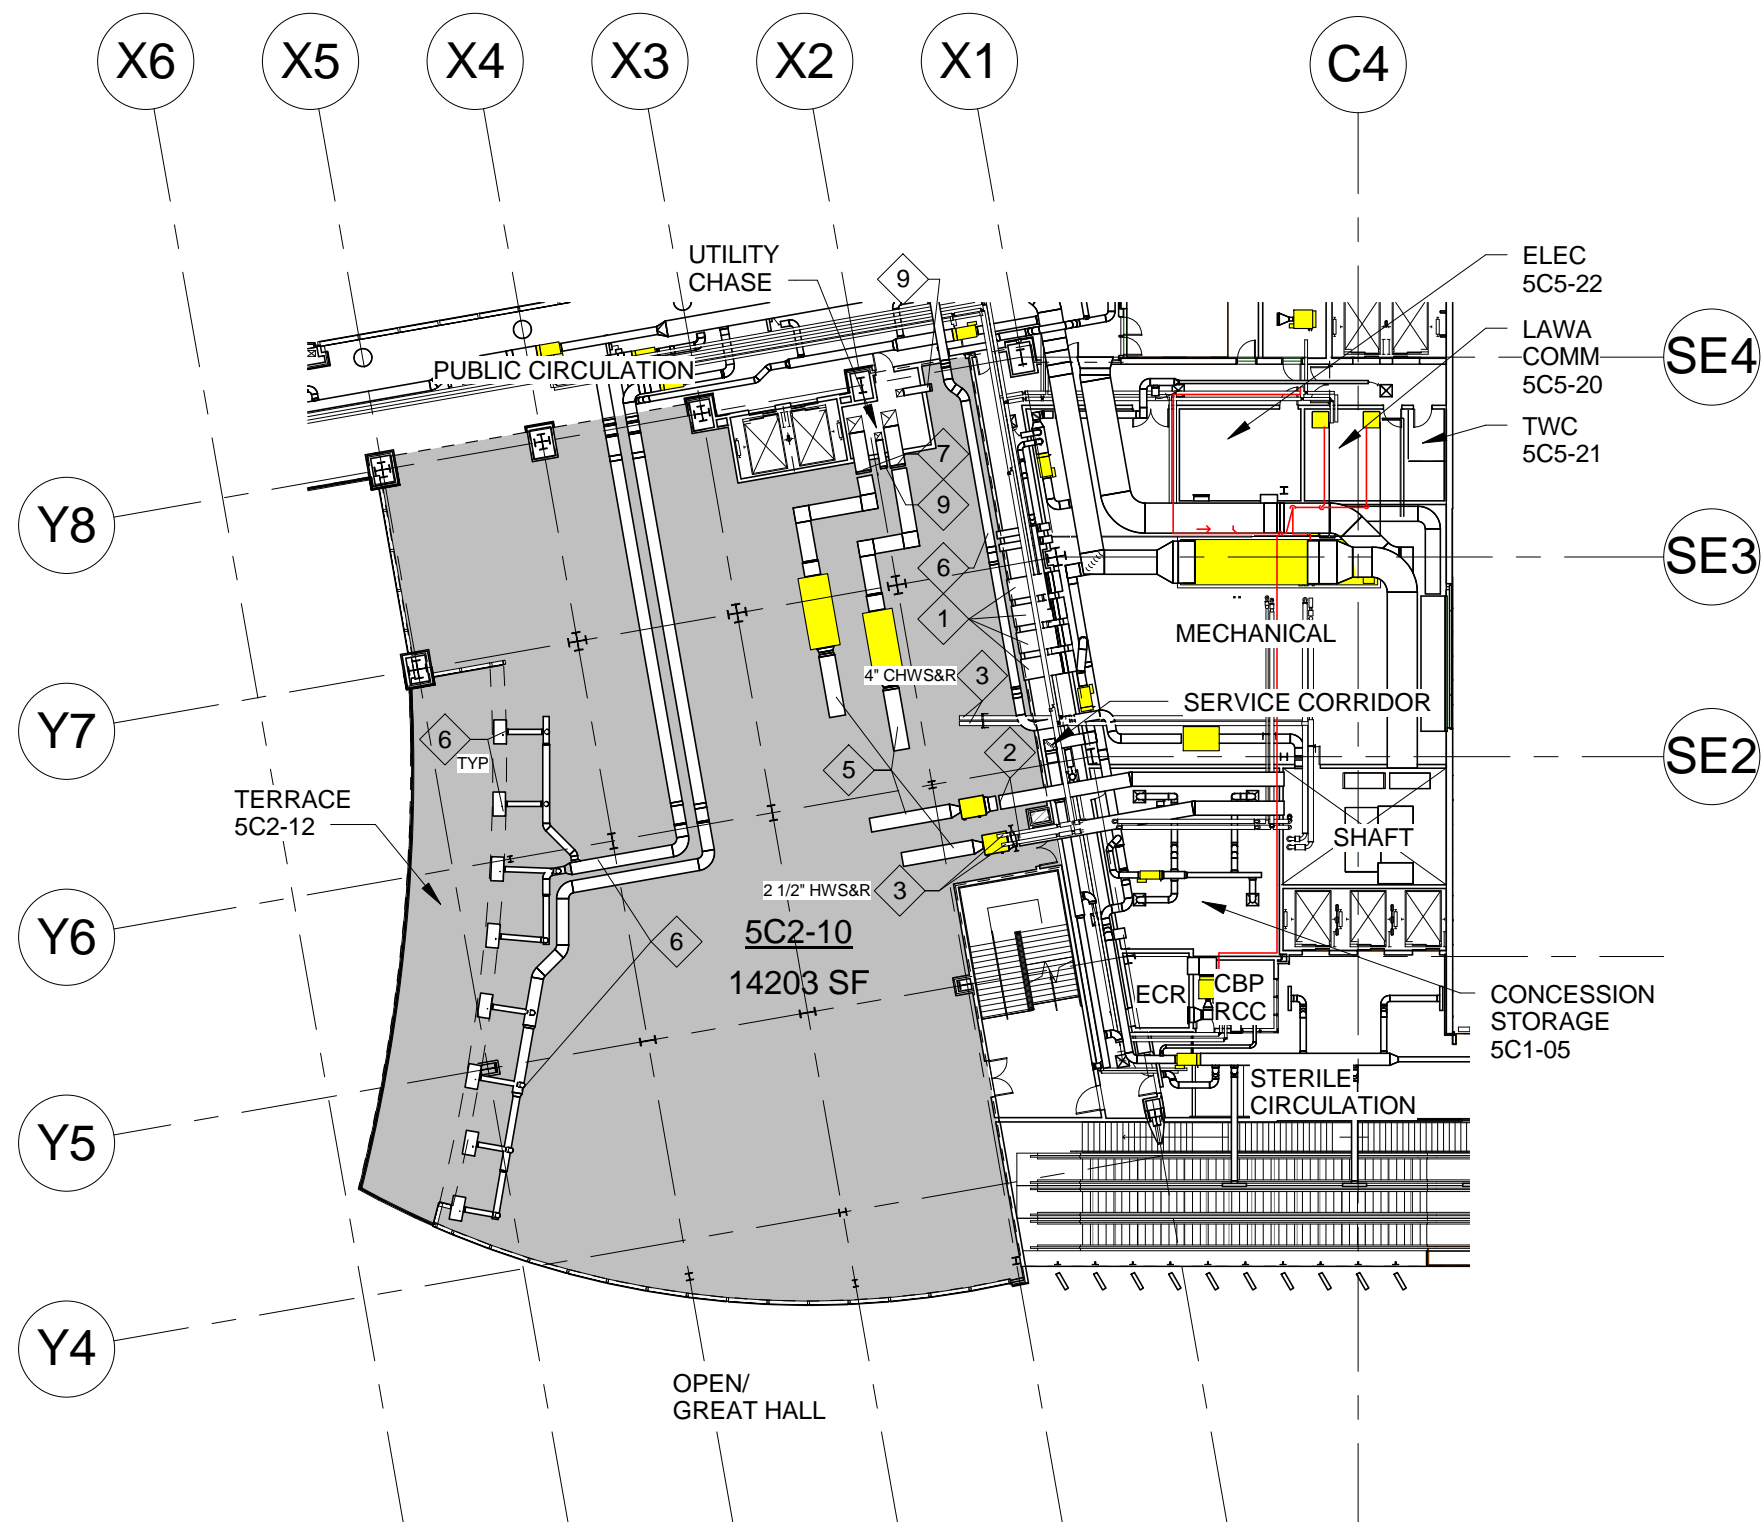 X6
X5
X4
X3
X2
X1
C4
UTILITY
CHASE
9
ELEC
5C5-22
LAWA
COMM
5C5-20
SE4
PUBLIC CIRCULATION
TWC
5C5-21
7
9
Y8
SE3
6
1
MECHANICAL
4" CHWS&R
3
SERVICE CORRIDOR
Y7
6
TYP
2
SE2
5
TERRACE
5C2-12
SHAFT
2 1/2" HWS&R
3
Y6
6
5C2-10
14203 SF
ECR
CBP
RCC
CONCESSION
STORAGE
5C1-05
STERILE
CIRCULATION
Y5
Y4
OPEN/
GREAT HALL